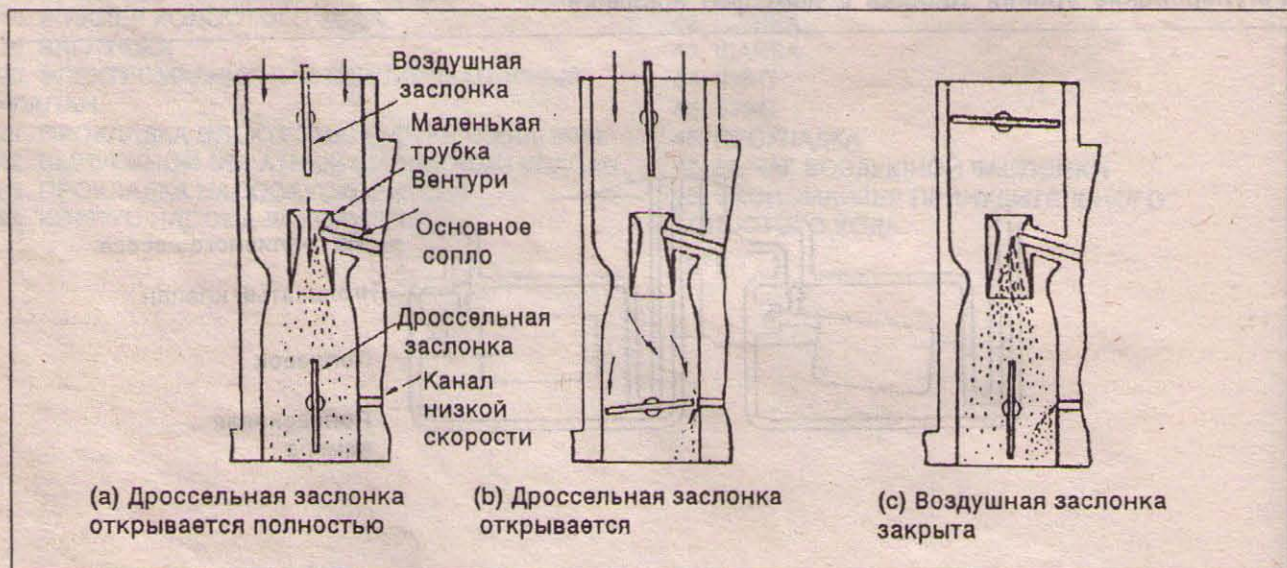 Воздушная
заслонка
Маленькая
трубка
Вентури
Основное
сопло
Дроссельная
заслонка
Канал
низкой
скорости
(a) Дроссельная заслонка
открывается полностью
(b) Дроссельная заслонка
открывается
(c) Воздушная заслонка
закрыта